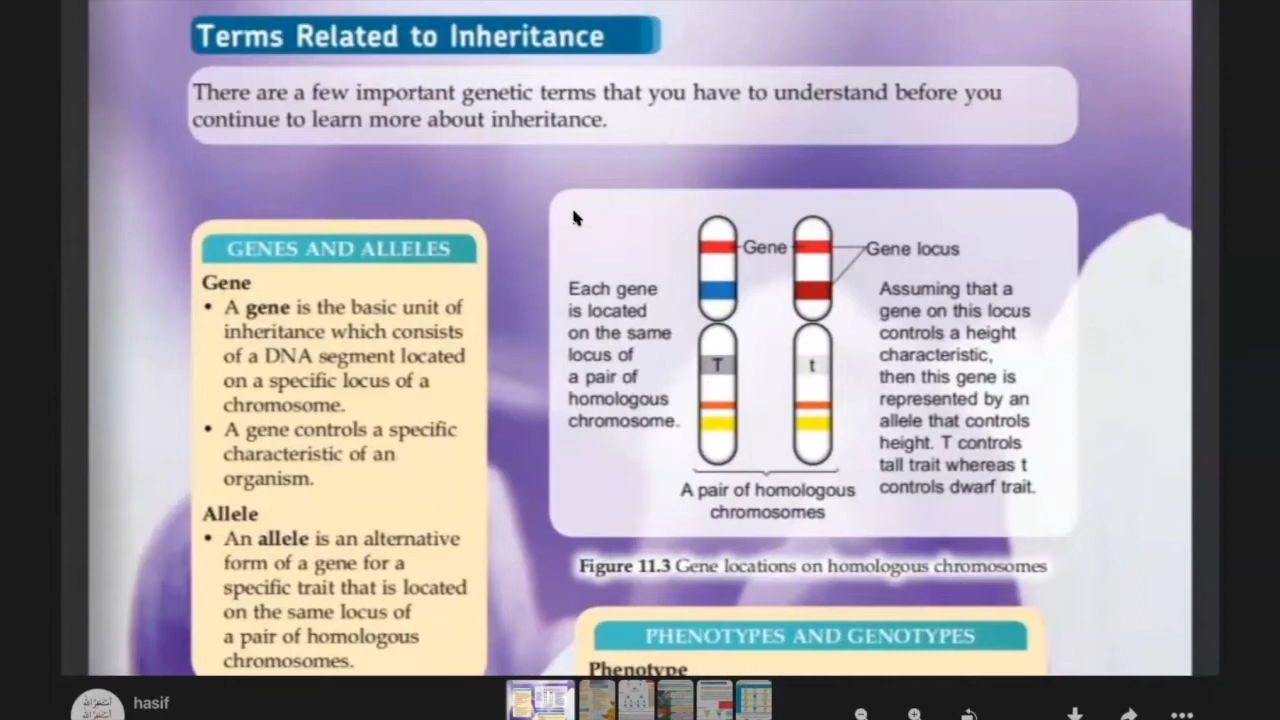 Terms Related to Inheritance
There are a few important genetic terms that you have to understand before you
continue to learn more about inheritance.
GENES AND ALLELES
Gene
• A gene is the basic unit of
inheritance which consists
of a DNA segment located
on a specific locus of a
chromosome.
• A gene controls a specific
characteristic of an
organism.
Allele
• An allele is an alternative
form of a gene for a
specific trait that is located
on the same locus of
a pair of homologous
chromosomes.
Each gene
is located
on the same
locus of
a pair of
homologous
chromosome.
Gene
Gene locus
T
t
Assuming that a
gene on this locus
controls a height
characteristic,
then this gene is
represented by an
allele that controls
height. T controls
tall trait whereas t
controls dwarf trait.
A pair of homologous
chromosomes
Figure 11.3 Gene locations on homologous chromosomes
PHENOTYPES AND GENOTYPES
Phenotype
hasif